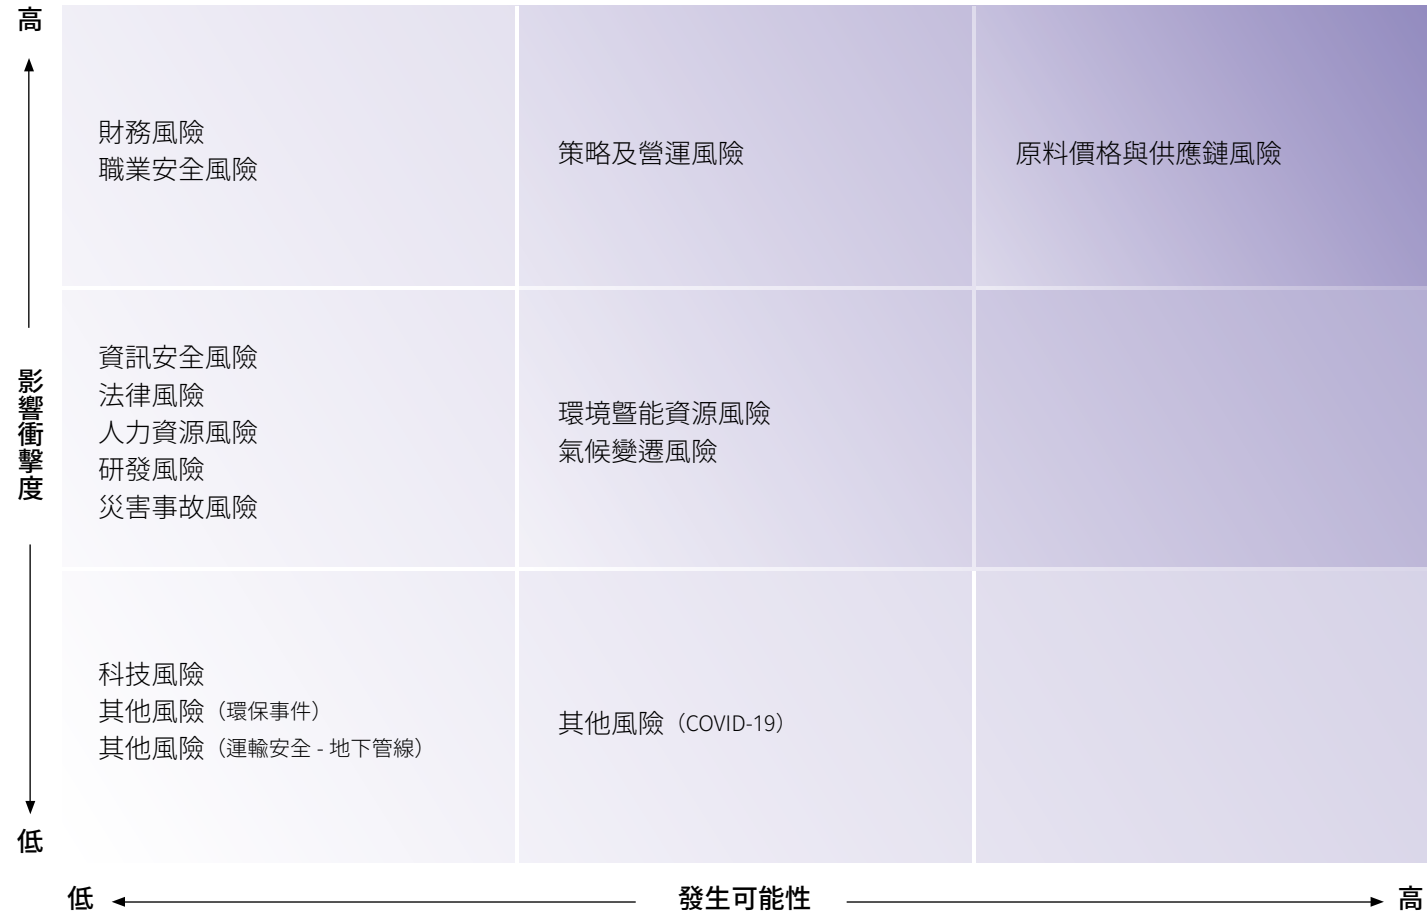 高
財務風險
職業安全風險
策略及營運風險
原料價格與供應鏈風險
影響衝擊度
資訊安全風險
法律風險
人力資源風險
研發風險
災害事故風險
環境暨能資源風險
氣候變遷風險
科技風險
其他風險（環保事件）
其他風險（運輸安全 - 地下管線）
其他風險（COVID-19）
低
低
發生可能性
高